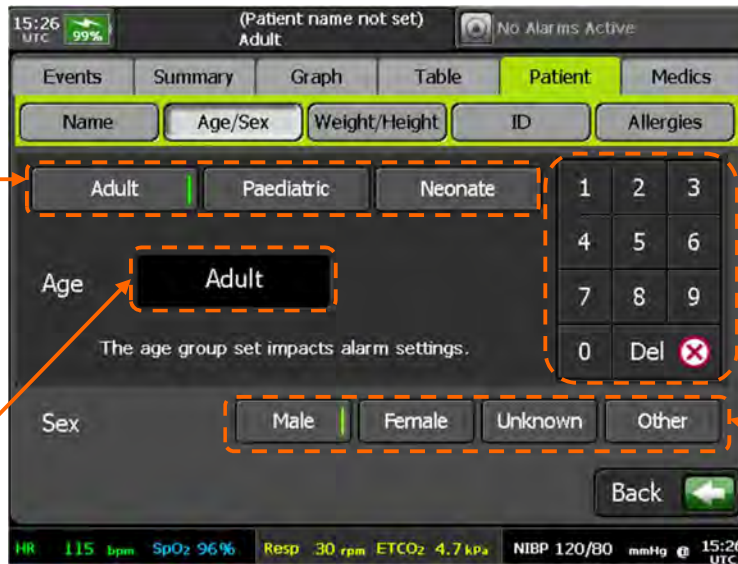 15:26 UTC 99% (Patient name not set) Adult No Alarms Active
Events Summary Graph Table Patient Medics
Name Age/Sex Weight/Height ID Allergies
Adult Paediatric Neonate
1 2 3
4 5 6
Age Adult
7 8 9
The age group set impacts alarm settings.
0 Del
Sex Male Female Unknown Other
Back
HR 115 bpm SpO2 96% Resp 30 rpm ETCO2 4.7 kPa NIBP 120/80 mmHg @ 15:26 UTC